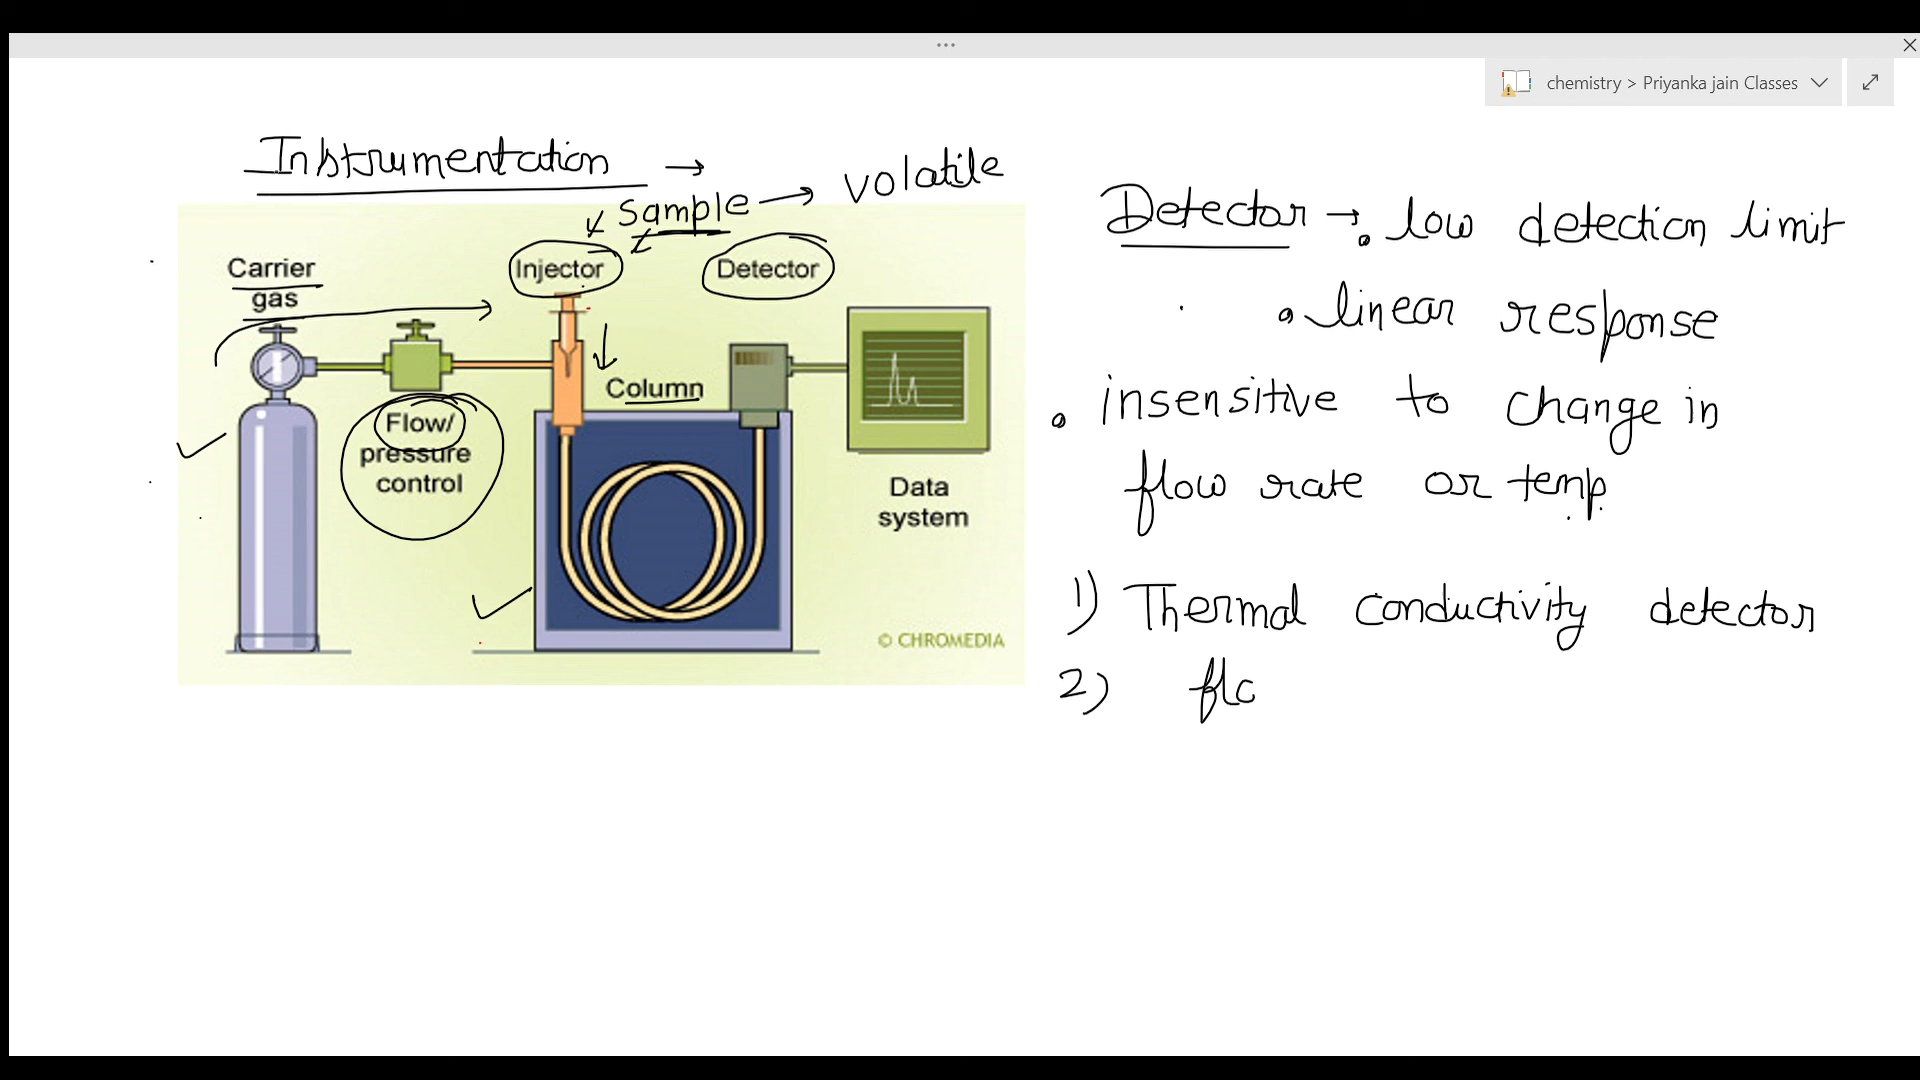 chemistry > Priyanka jain Classes
Instrumentation →
Sample → volatile
Carrier
gas
Injector
Detector
Column
Flow/
pressure
control
Data
system
© CHROMEDIA
Detector → • low detection limit
• linear response
• insensitive to change in
flow rate or temp.
1) Thermal conductivity detector
2)